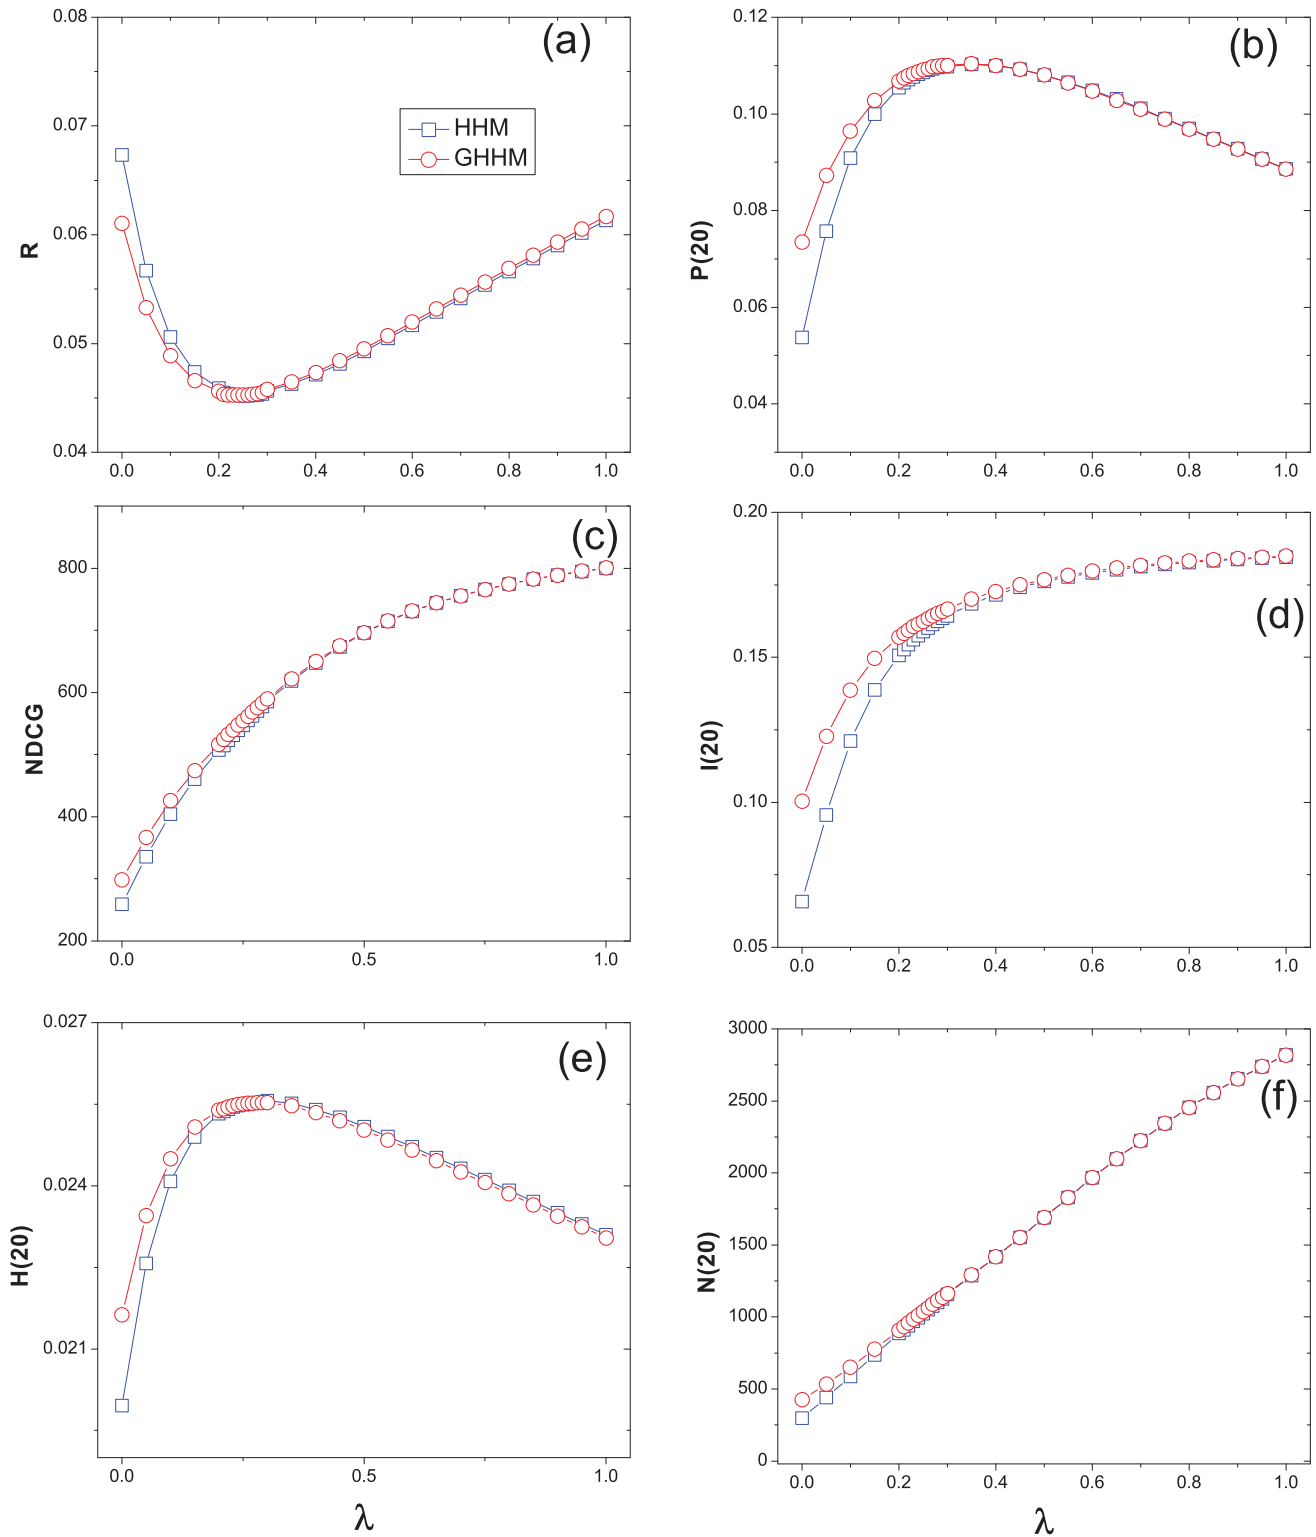 (a)
0.08
0.07
0.06
0.05
0.04
R
HHM
GHHM
0.0 0.2 0.4 0.6 0.8 1.0
(b)
0.12
0.10
0.08
0.06
0.04
P(20)
0.0 0.2 0.4 0.6 0.8 1.0
(c)
800
600
400
200
NDCG
0.0 0.5 1.0
(d)
0.20
0.15
0.10
0.05
I(20)
0.0 0.2 0.4 0.6 0.8 1.0
(e)
0.027
0.024
0.021
H(20)
0.0 0.5 1.0
λ
(f)
3000
2500
2000
1500
1000
500
0
N(20)
0.0 0.2 0.4 0.6 0.8 1.0
λ